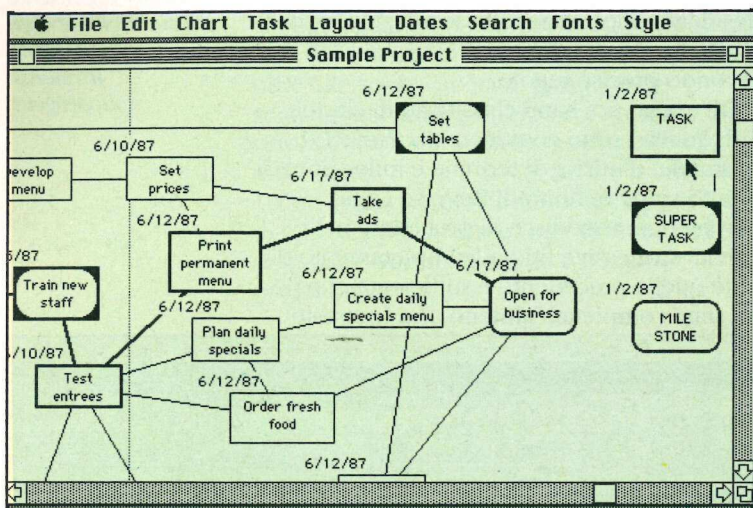 File Edit Chart Task Layout Dates Search Fonts Style
Sample Project
6/12/87
Set
tables
1/2/87
TASK
6/10/87
Set
prices
6/17/87
Take
ads
menu
1/2/87
SUPER
TASK
6/12/87
Print
permanent
menu
6/87
Train new
staff
6/12/87
Create daily
specials menu
6/17/87
Open for
business
1/2/87
MILE
STONE
6/12/87
Plan daily
specials
6/10/87
Test
entrees
6/12/87
Order fresh
food
6/12/87